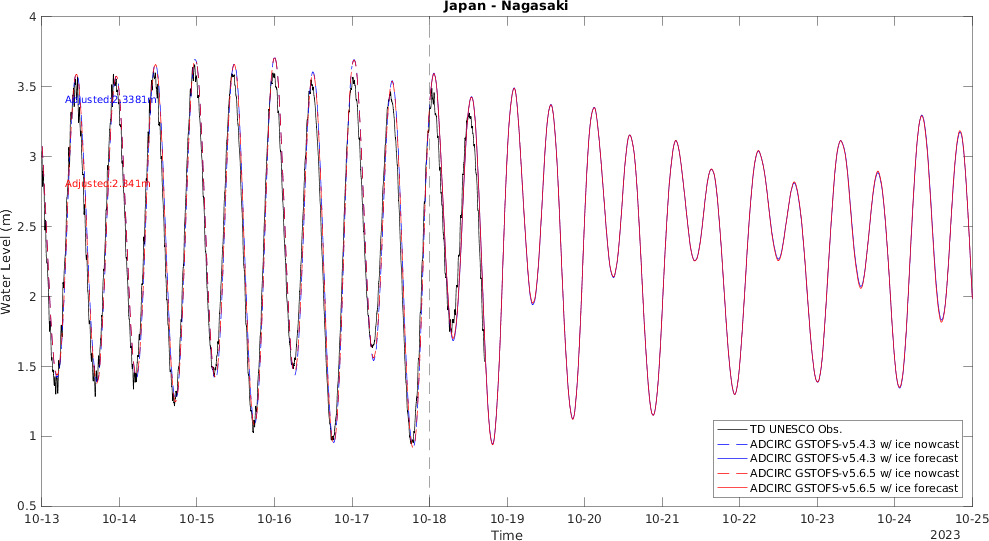 Japan - Nagasaki
4
3.5
3
2.5
2
1.5
1
0.5
Water Level (m)
Adjusted:2.3381m
Adjusted:2.341m
TD UNESCO Obs.
ADCIRC GSTOFS-v5.4.3 w/ ice nowcast
ADCIRC GSTOFS-v5.4.3 w/ ice forecast
ADCIRC GSTOFS-v5.6.5 w/ ice nowcast
ADCIRC GSTOFS-v5.6.5 w/ ice forecast
10-13 10-14 10-15 10-16 10-17 10-18 10-19 10-20 10-21 10-22 10-23 10-24 10-25
Time
2023